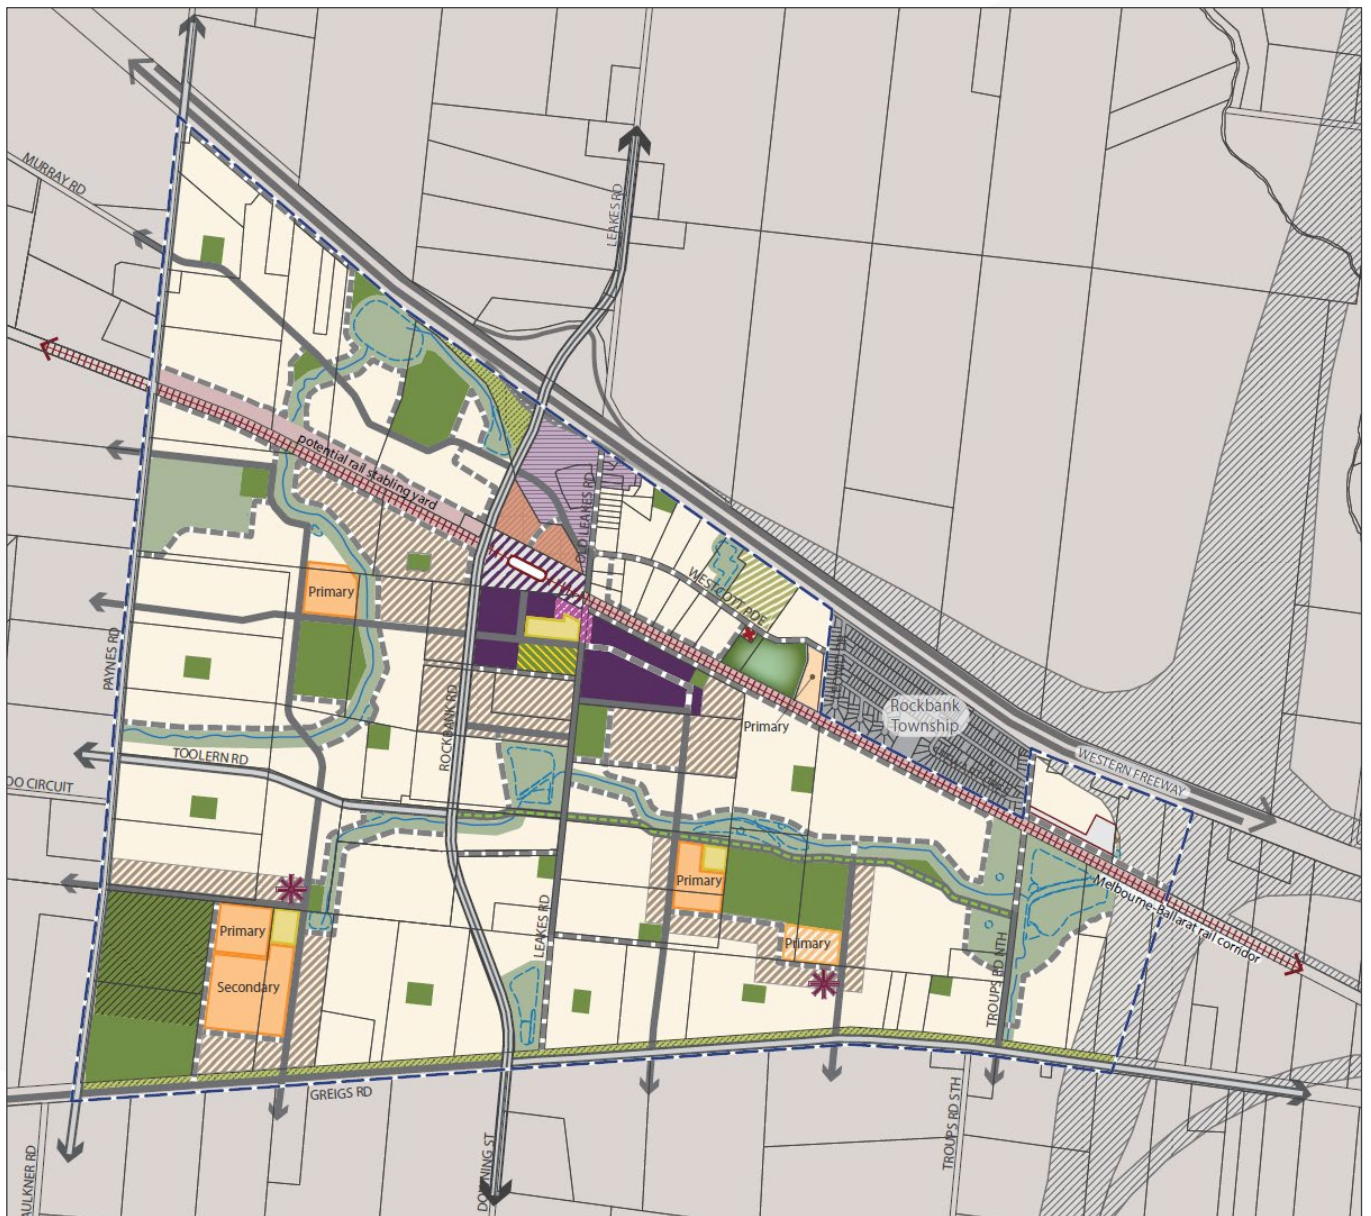 MURRAY RD
LEAKES RD
potential rail stabling yard
OLD LEAKES RD
WESTCOTT PDE
Primary
PAYNES RD
ROCKBANK RD
Primary
Rockbank
Township
TOOLERN RD
WESTERN FREEWAY
DO CIRCUIT
Primary
Melbourne-Ballarat rail corridor
LEAKES RD
Primary
Primary
Secondary
TROUPS RD NTH
GREIGS RD
TROUPS RD STH
AULKNER RD
DOWNING ST